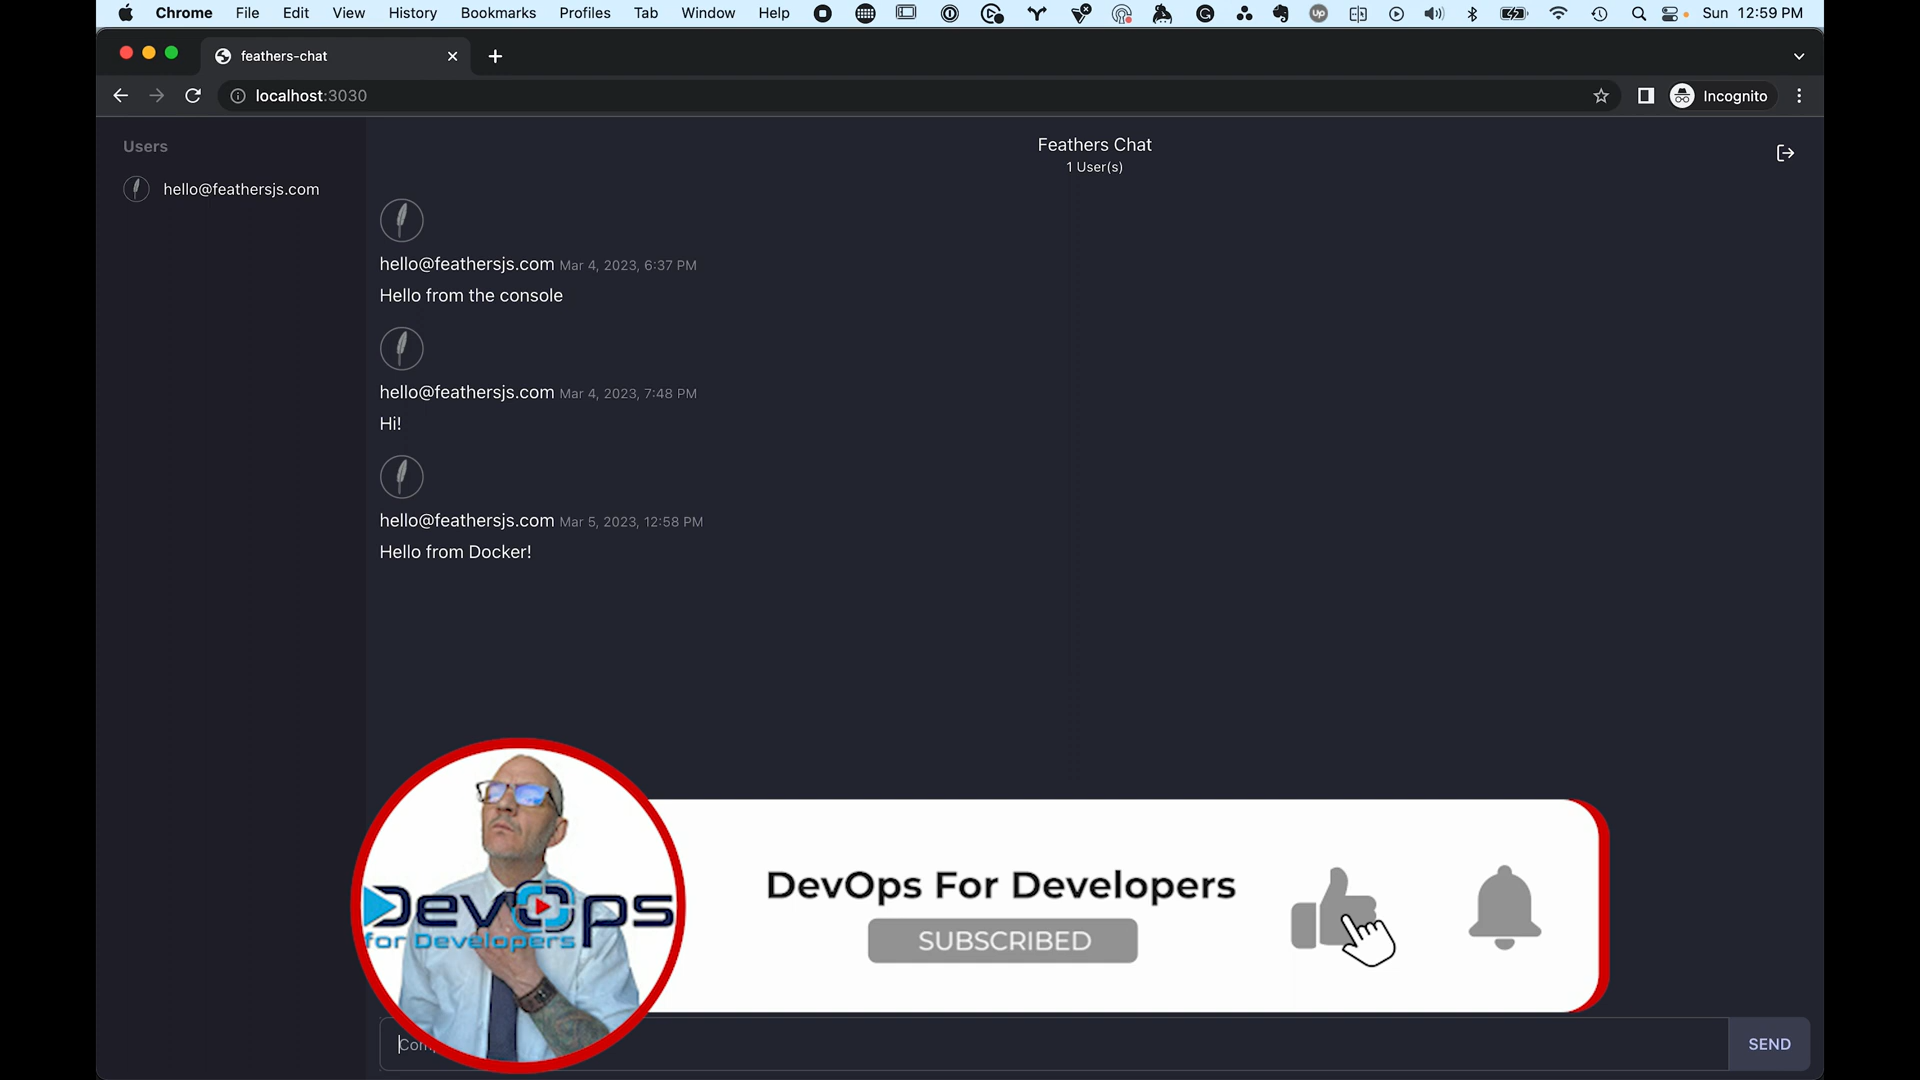 Chrome File Edit View History Bookmarks Profiles Tab Window Help Sun 12:59 PM
feathers-chat
localhost:3030
Incognito
Users
hello@feathersjs.com
Feathers Chat
1 User(s)
hello@feathersjs.com Mar 4, 2023, 6:37 PM
Hello from the console
hello@feathersjs.com Mar 4, 2023, 7:48 PM
Hi!
hello@feathersjs.com Mar 5, 2023, 12:58 PM
Hello from Docker!
DevOps
for Developers
DevOps For Developers
SUBSCRIBED
SEND